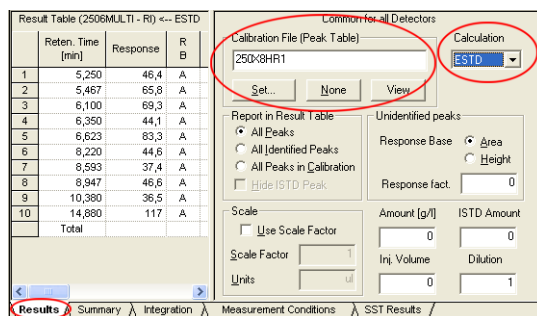 Result Table (2506MULTI - RI) <-- ESTD
Reten. Time [min] Response R B
1 5,250 46,4 A
2 5,467 65,8 A
3 6,100 69,3 A
4 6,350 44,1 A
5 6,623 83,3 A
6 8,220 44,6 A
7 8,593 37,4 A
8 8,947 46,6 A
9 10,380 36,5 A
10 14,880 117 A
Total
Common for all Detectors
Calibration File (Peak Table)
250X8HR1
Set... None View
Calculation
ESTD
Report in Result Table
All Peaks
All Identified Peaks
All Peaks in Calibration
Hide ISTD Peak
Unidentified peaks
Response Base Area
Height
Response fact. 0
Scale
Use Scale Factor
Scale Factor 1
Units ul
Amount [g/l] ISTD Amount
0 0
Inj. Volume Dilution
0 1
Results Summary Integration Measurement Conditions SST Results